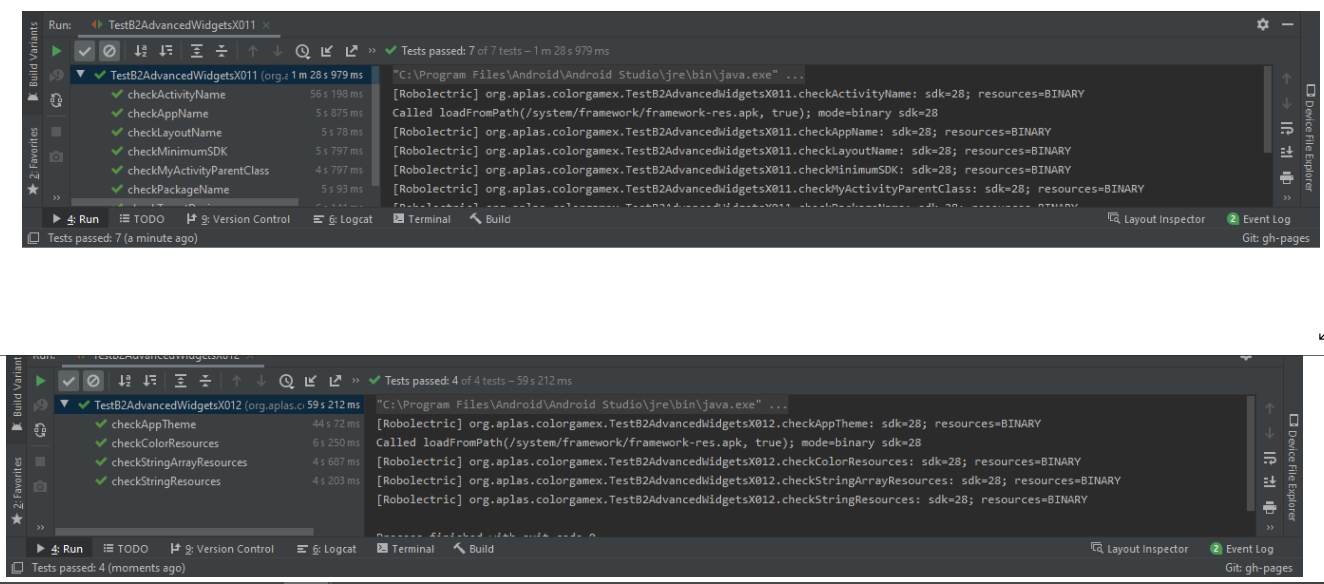 Run: TestB2AdvancedWidgetsX011 ×
» Tests passed: 7 of 7 tests – 1 m 28 s 979 ms
TestB2AdvancedWidgetsX011 (org.a 1 m 28 s 979 ms
checkActivityName 56 s 198 ms
checkAppName 5 s 875 ms
checkLayoutName 5 s 78 ms
checkMinimumSDK 5 s 797 ms
checkMyActivityParentClass 4 s 797 ms
checkPackageName 5 s 93 ms
"C:\Program Files\Android\Android Studio\jre\bin\java.exe" ...
[Robolectric] org.aplas.colorgamex.TestB2AdvancedWidgetsX011.checkActivityName: sdk=28; resources=BINARY
Called loadFromPath(/system/framework/framework-res.apk, true); mode=binary sdk=28
[Robolectric] org.aplas.colorgamex.TestB2AdvancedWidgetsX011.checkAppName: sdk=28; resources=BINARY
[Robolectric] org.aplas.colorgamex.TestB2AdvancedWidgetsX011.checkLayoutName: sdk=28; resources=BINARY
[Robolectric] org.aplas.colorgamex.TestB2AdvancedWidgetsX011.checkMinimumSDK: sdk=28; resources=BINARY
[Robolectric] org.aplas.colorgamex.TestB2AdvancedWidgetsX011.checkMyActivityParentClass: sdk=28; resources=BINARY
Build Variants
2: Favorites
Device File Explorer
4: Run TODO 9: Version Control 6: Logcat Terminal Build Layout Inspector 2 Event Log
Tests passed: 7 (a minute ago) Git: gh-pages
Run: TestB2AdvancedWidgetsX012 ×
» Tests passed: 4 of 4 tests – 59 s 212 ms
TestB2AdvancedWidgetsX012 (org.aplas.c 59 s 212 ms
checkAppTheme 44 s 72 ms
checkColorResources 6 s 250 ms
checkStringArrayResources 4 s 687 ms
checkStringResources 4 s 203 ms
"C:\Program Files\Android\Android Studio\jre\bin\java.exe" ...
[Robolectric] org.aplas.colorgamex.TestB2AdvancedWidgetsX012.checkAppTheme: sdk=28; resources=BINARY
Called loadFromPath(/system/framework/framework-res.apk, true); mode=binary sdk=28
[Robolectric] org.aplas.colorgamex.TestB2AdvancedWidgetsX012.checkColorResources: sdk=28; resources=BINARY
[Robolectric] org.aplas.colorgamex.TestB2AdvancedWidgetsX012.checkStringArrayResources: sdk=28; resources=BINARY
[Robolectric] org.aplas.colorgamex.TestB2AdvancedWidgetsX012.checkStringResources: sdk=28; resources=BINARY
Process finished with exit code 0
Build Variant
2: Favorites
Device File Explorer
4: Run TODO 9: Version Control 6: Logcat Terminal Build Layout Inspector 2 Event Log
Tests passed: 4 (moments ago) Git: gh-pages